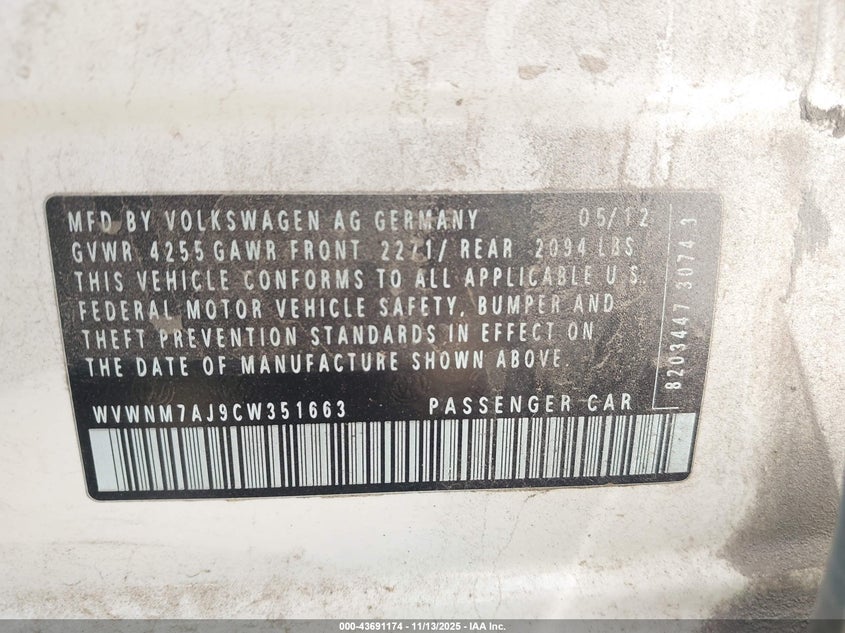 MFD BY VOLKSWAGEN AG GERMANY 05/12
GVWR 4255 GAWR FRONT 2271/ REAR 2094 LBS
THIS VEHICLE CONFORMS TO ALL APPLICABLE U S.
FEDERAL MOTOR VEHICLE SAFETY, BUMPER AND
THEFT PREVENTION STANDARDS IN EFFECT ON
THE DATE OF MANUFACTURE SHOWN ABOVE.
WVWNM7AJ9CW351663 PASSENGER CAR
8203447 3074 3
000-43691174 | 11/13/2025 - IAA Inc.